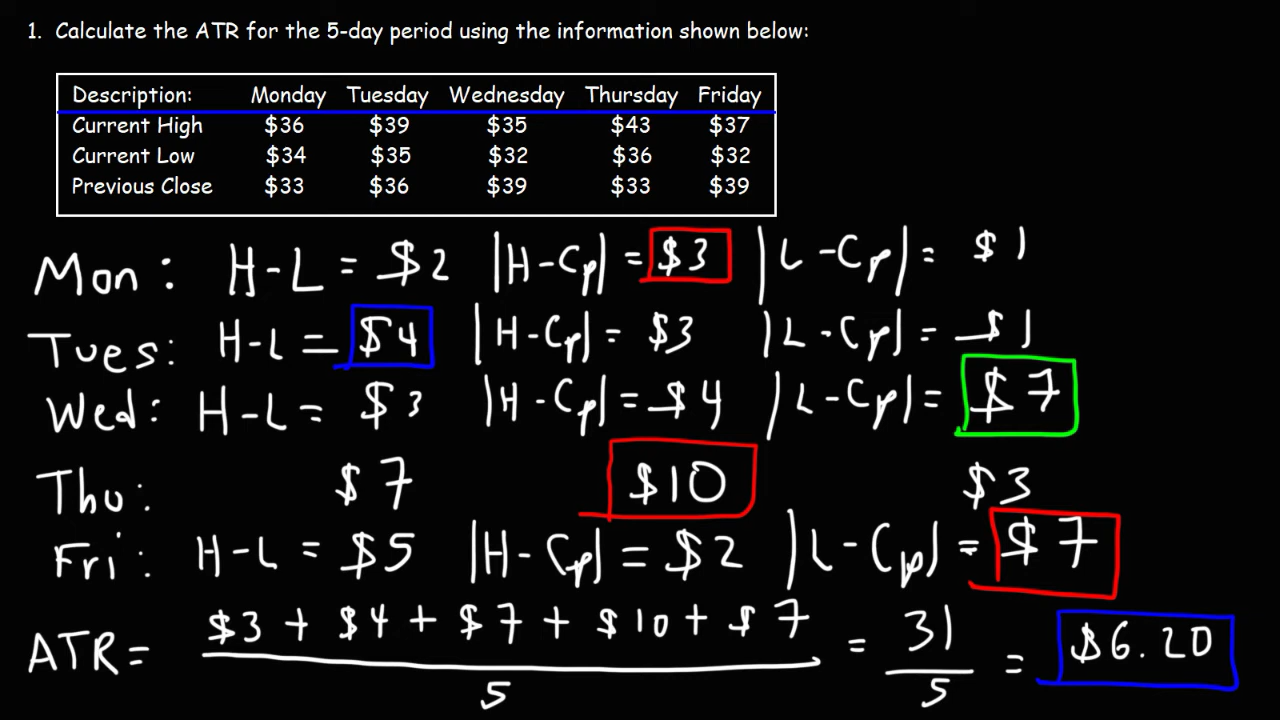 1. Calculate the ATR for the 5-day period using the information shown below:
Description: Monday Tuesday Wednesday Thursday Friday
Current High $36 $39 $35 $43 $37
Current Low $34 $35 $32 $36 $32
Previous Close $33 $36 $39 $33 $39
Mon: H-L = $2 |H-Cp| = $3 |L-Cp| = $1
Tues: H-L = $4 |H-Cp| = $3 |L-Cp| = $1
Wed: H-L = $3 |H-Cp| = $4 |L-Cp| = $7
Thu: $7 $10 $3
Fri: H-L = $5 |H-Cp| = $2 |L-Cp| = $7
$3 + $4 + $7 + $10 + $7 31
ATR= = = $6.20
5 5